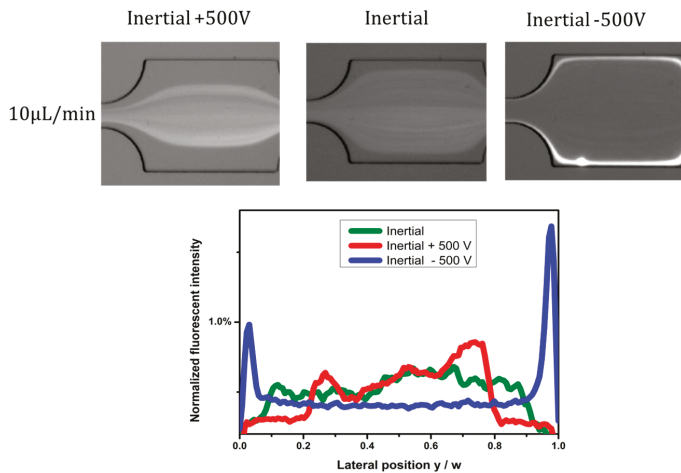 Inertial +500V
Inertial
Inertial -500V
10μL/min
Inertial
Inertial + 500 V
Inertial - 500 V
Normalized fluorescent intensity
1.0%
0.0
0.2
0.4
0.6
0.8
1.0
Lateral position y / w